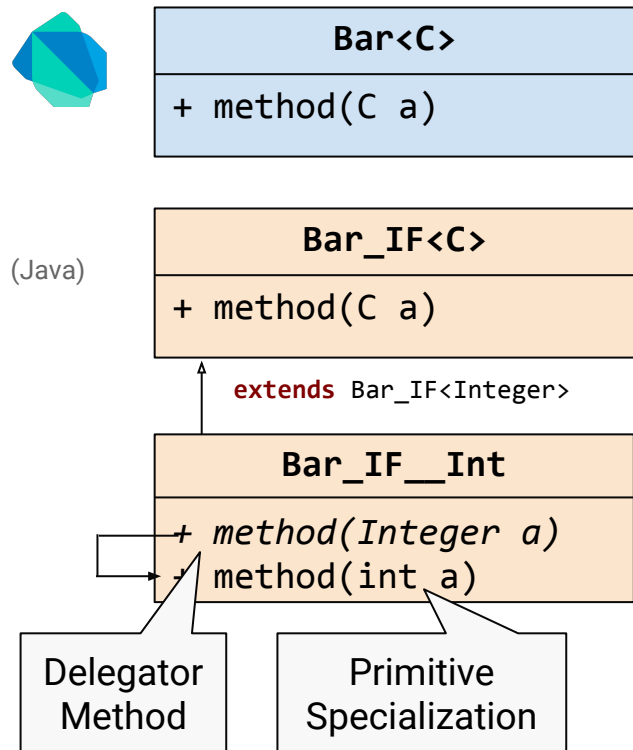 Bar<C>
+ method(C a)
(Java)
Bar_IF<C>
+ method(C a)
extends Bar_IF<Integer>
Bar_IF__Int
+ method(Integer a)
+ method(int a)
Delegator
Method
Primitive
Specialization